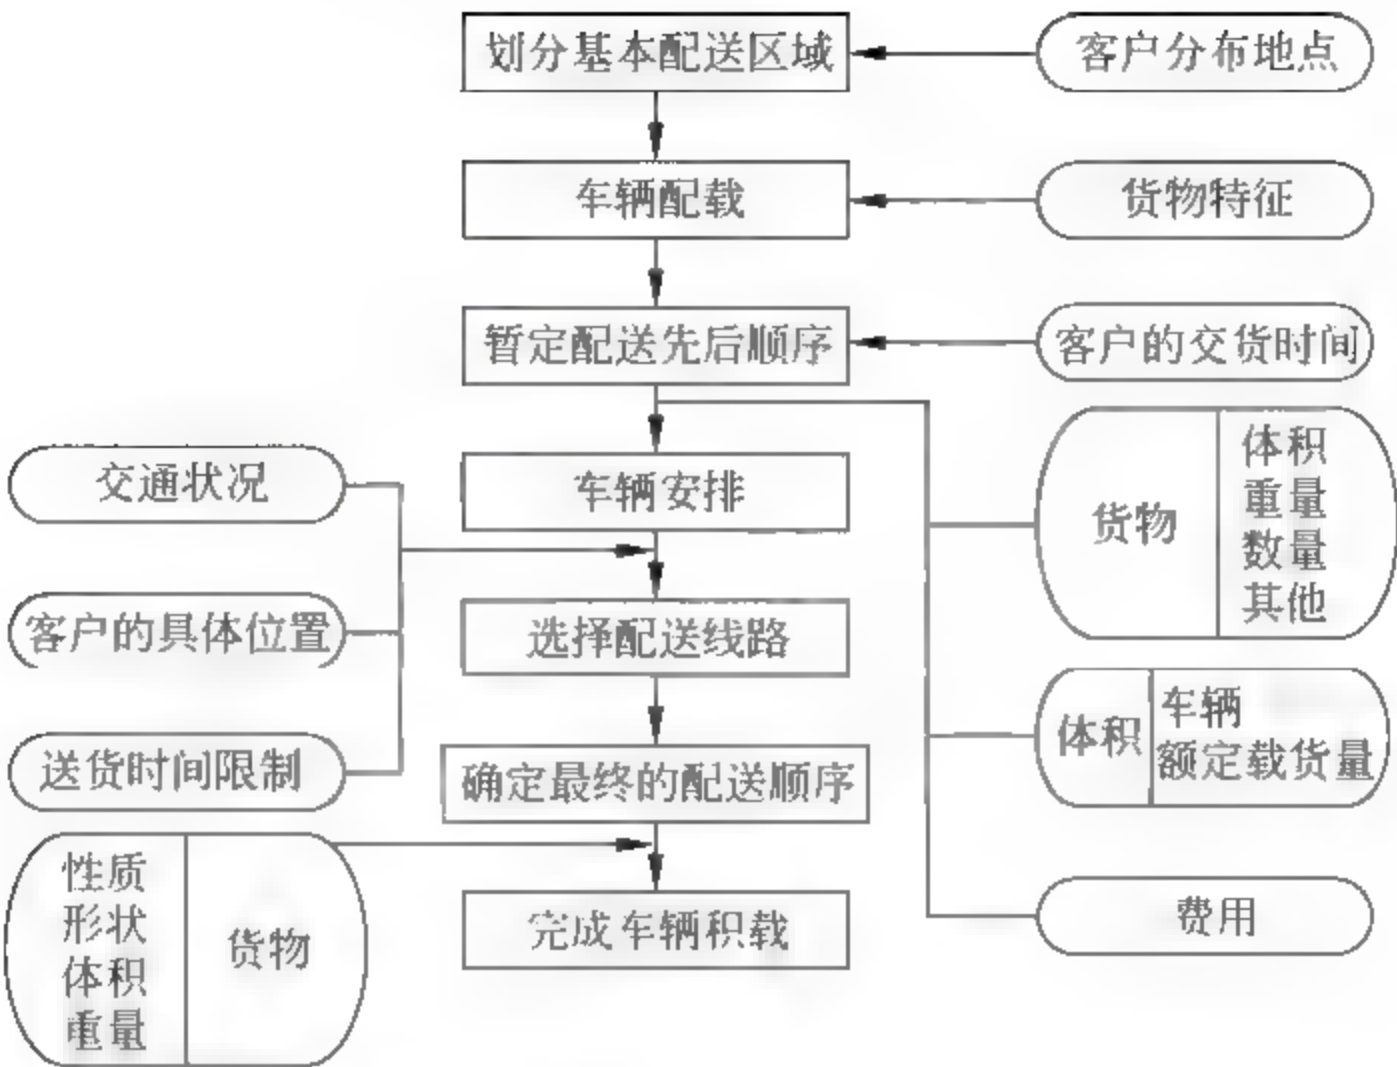 划分基本配送区域
客户分布地点
车辆配载
货物特征
暂定配送先后顺序
客户的交货时间
交通状况
车辆安排
货物
体积
重量
数量
其他
客户的具体位置
选择配送线路
体积
车辆
额定载货量
送货时间限制
确定最终的配送顺序
性质
形状
体积
重量
货物
完成车辆积载
费用